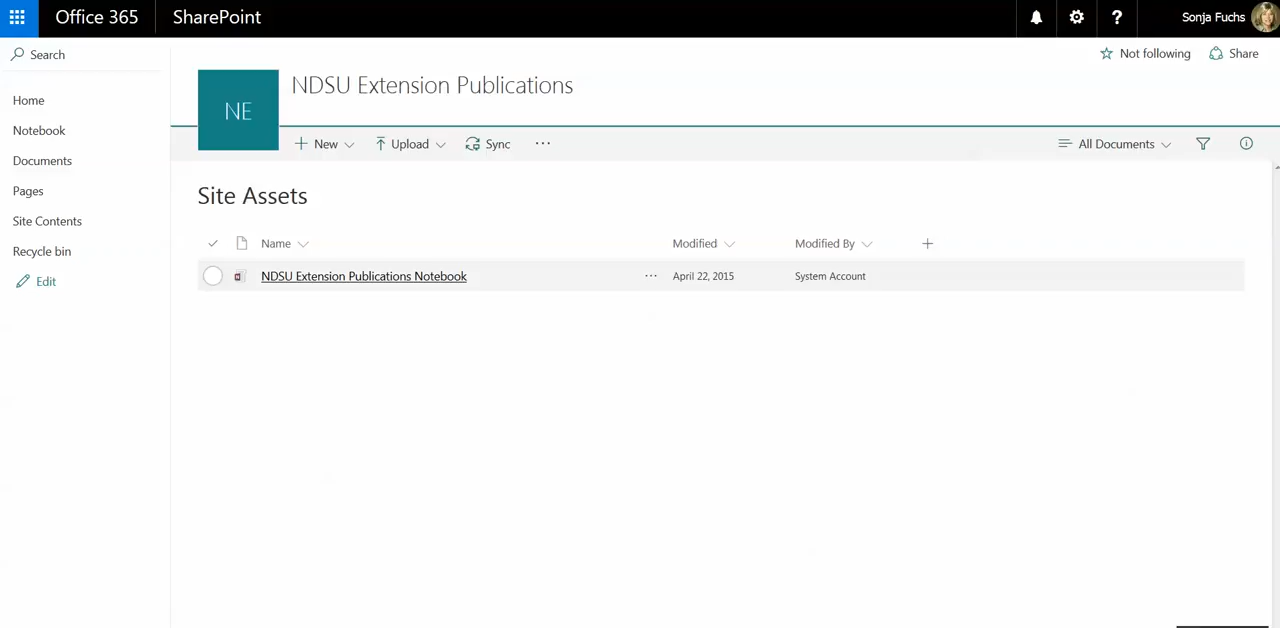 Office 365 SharePoint ? Sonja Fuchs
Search Not following Share
NE NDSU Extension Publications
Home
Notebook
Documents
Pages
Site Contents
Recycle bin
Edit
+ New Upload Sync ... All Documents
Site Assets
Name Modified Modified By +
NDSU Extension Publications Notebook ... April 22, 2015 System Account